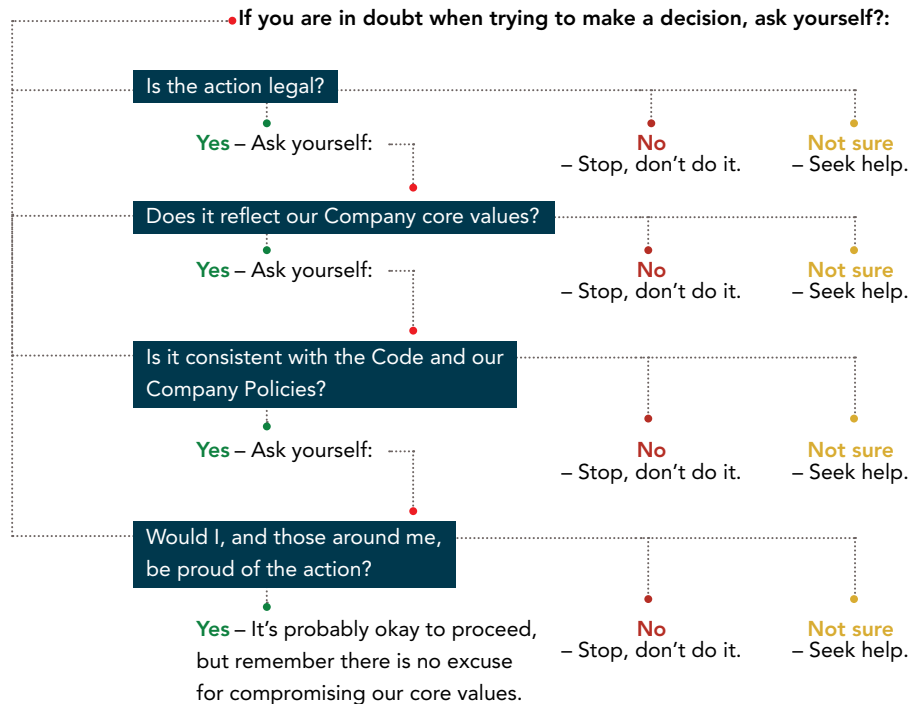 If you are in doubt when trying to make a decision, ask yourself?:
Is the action legal?
Yes – Ask yourself:
No
– Stop, don't do it.
Not sure
– Seek help.
Does it reflect our Company core values?
Yes – Ask yourself:
No
– Stop, don't do it.
Not sure
– Seek help.
Is it consistent with the Code and our
Company Policies?
Yes – Ask yourself:
No
– Stop, don't do it.
Not sure
– Seek help.
Would I, and those around me,
be proud of the action?
Yes – It's probably okay to proceed,
but remember there is no excuse
for compromising our core values.
No
– Stop, don't do it.
Not sure
– Seek help.